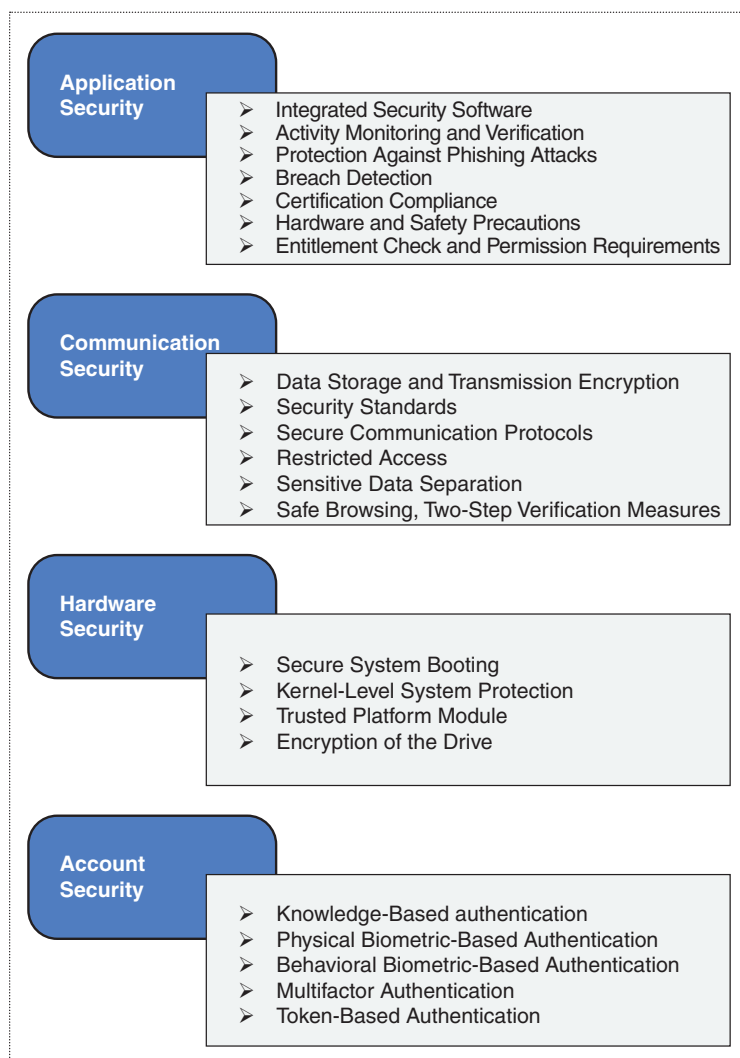 Application
Security
➢ Integrated Security Software
➢ Activity Monitoring and Verification
➢ Protection Against Phishing Attacks
➢ Breach Detection
➢ Certification Compliance
➢ Hardware and Safety Precautions
➢ Entitlement Check and Permission Requirements
Communication
Security
➢ Data Storage and Transmission Encryption
➢ Security Standards
➢ Secure Communication Protocols
➢ Restricted Access
➢ Sensitive Data Separation
➢ Safe Browsing, Two-Step Verification Measures
Hardware
Security
➢ Secure System Booting
➢ Kernel-Level System Protection
➢ Trusted Platform Module
➢ Encryption of the Drive
Account
Security
➢ Knowledge-Based authentication
➢ Physical Biometric-Based Authentication
➢ Behavioral Biometric-Based Authentication
➢ Multifactor Authentication
➢ Token-Based Authentication